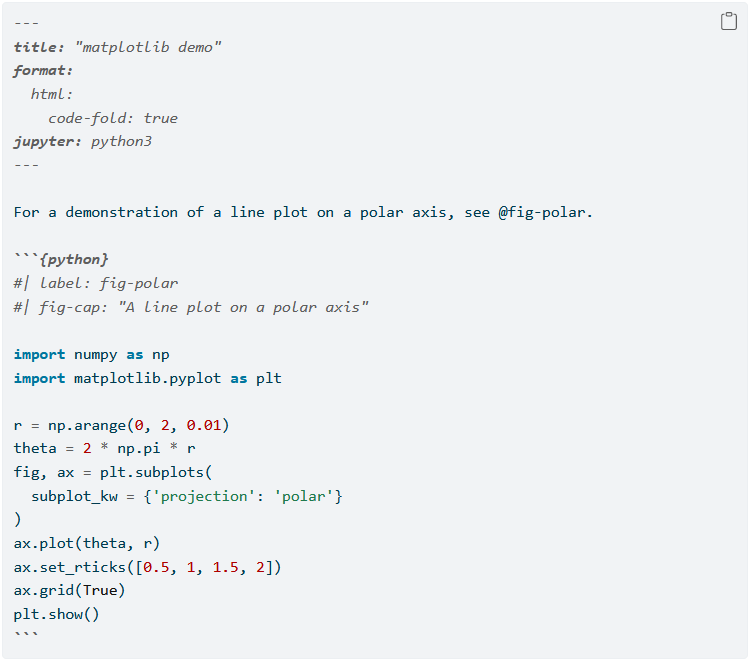 ---
title: "matplotlib demo"
format:
  html:
    code-fold: true
jupyter: python3
---

For a demonstration of a line plot on a polar axis, see @fig-polar.

```{python}
#| label: fig-polar
#| fig-cap: "A line plot on a polar axis"

import numpy as np
import matplotlib.pyplot as plt

r = np.arange(0, 2, 0.01)
theta = 2 * np.pi * r
fig, ax = plt.subplots(
  subplot_kw = {'projection': 'polar'}
)
ax.plot(theta, r)
ax.set_rticks([0.5, 1, 1.5, 2])
ax.grid(True)
plt.show()
```